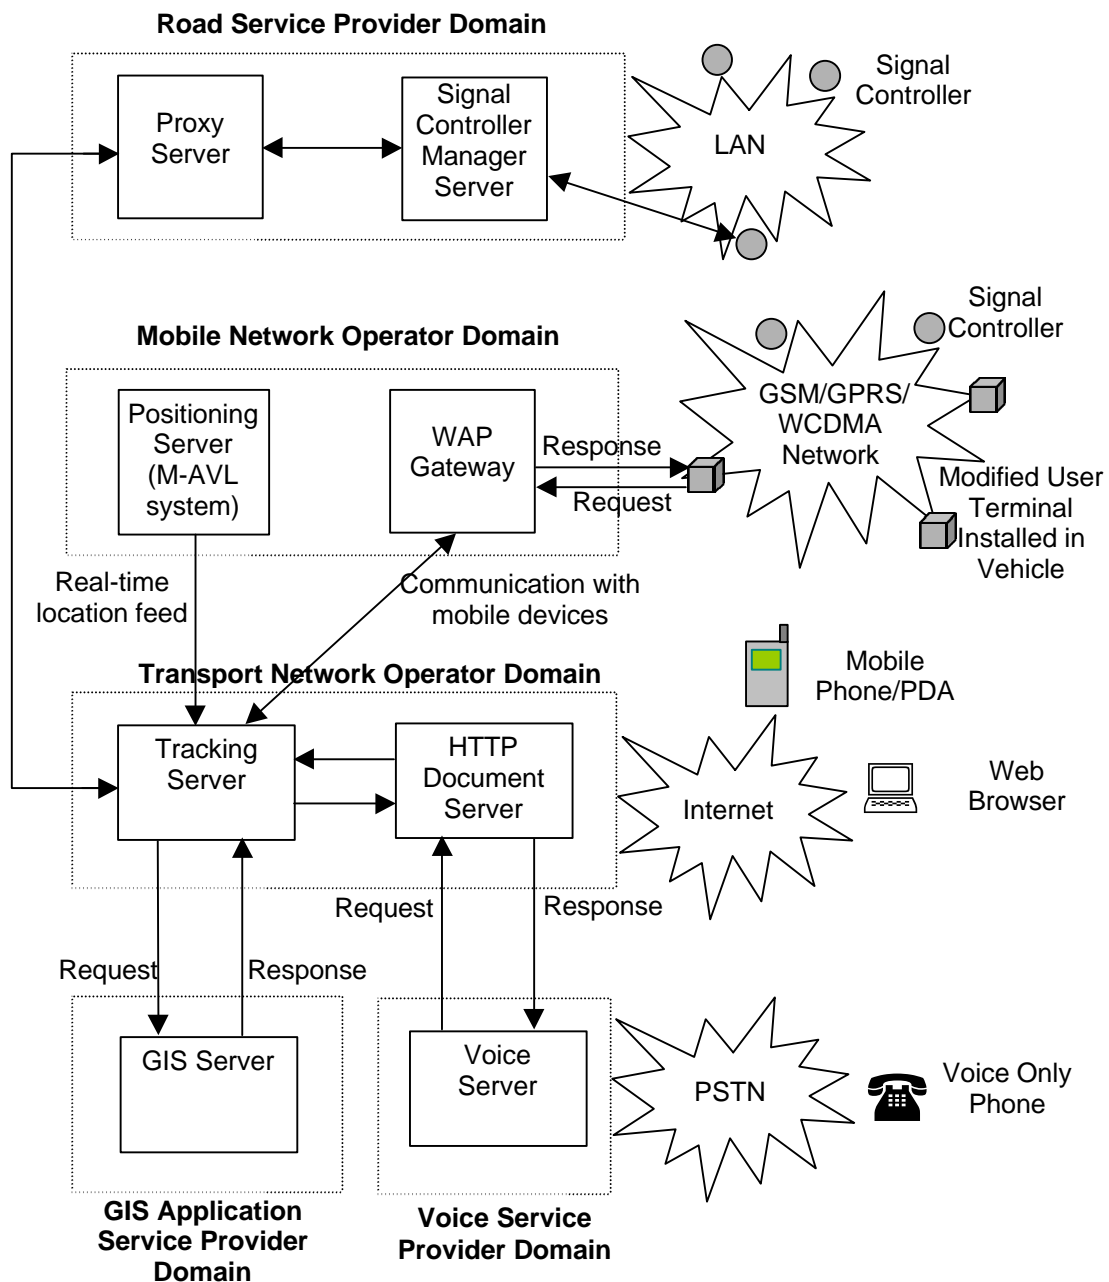 Road Service Provider Domain
Proxy
Server
Signal
Controller
Manager
Server
LAN
Signal
Controller
Mobile Network Operator Domain
Positioning
Server
(M-AVL
system)
WAP
Gateway
Response
Request
GSM/GPRS/
WCDMA
Network
Signal
Controller
Modified User
Terminal
Installed in
Vehicle
Real-time
location feed
Communication with
mobile devices
Transport Network Operator Domain
Tracking
Server
HTTP
Document
Server
Internet
Mobile
Phone/PDA
Web
Browser
Request
Response
Request
Response
GIS Server
Voice
Server
PSTN
Voice Only
Phone
GIS Application
Service Provider
Domain
Voice Service
Provider Domain